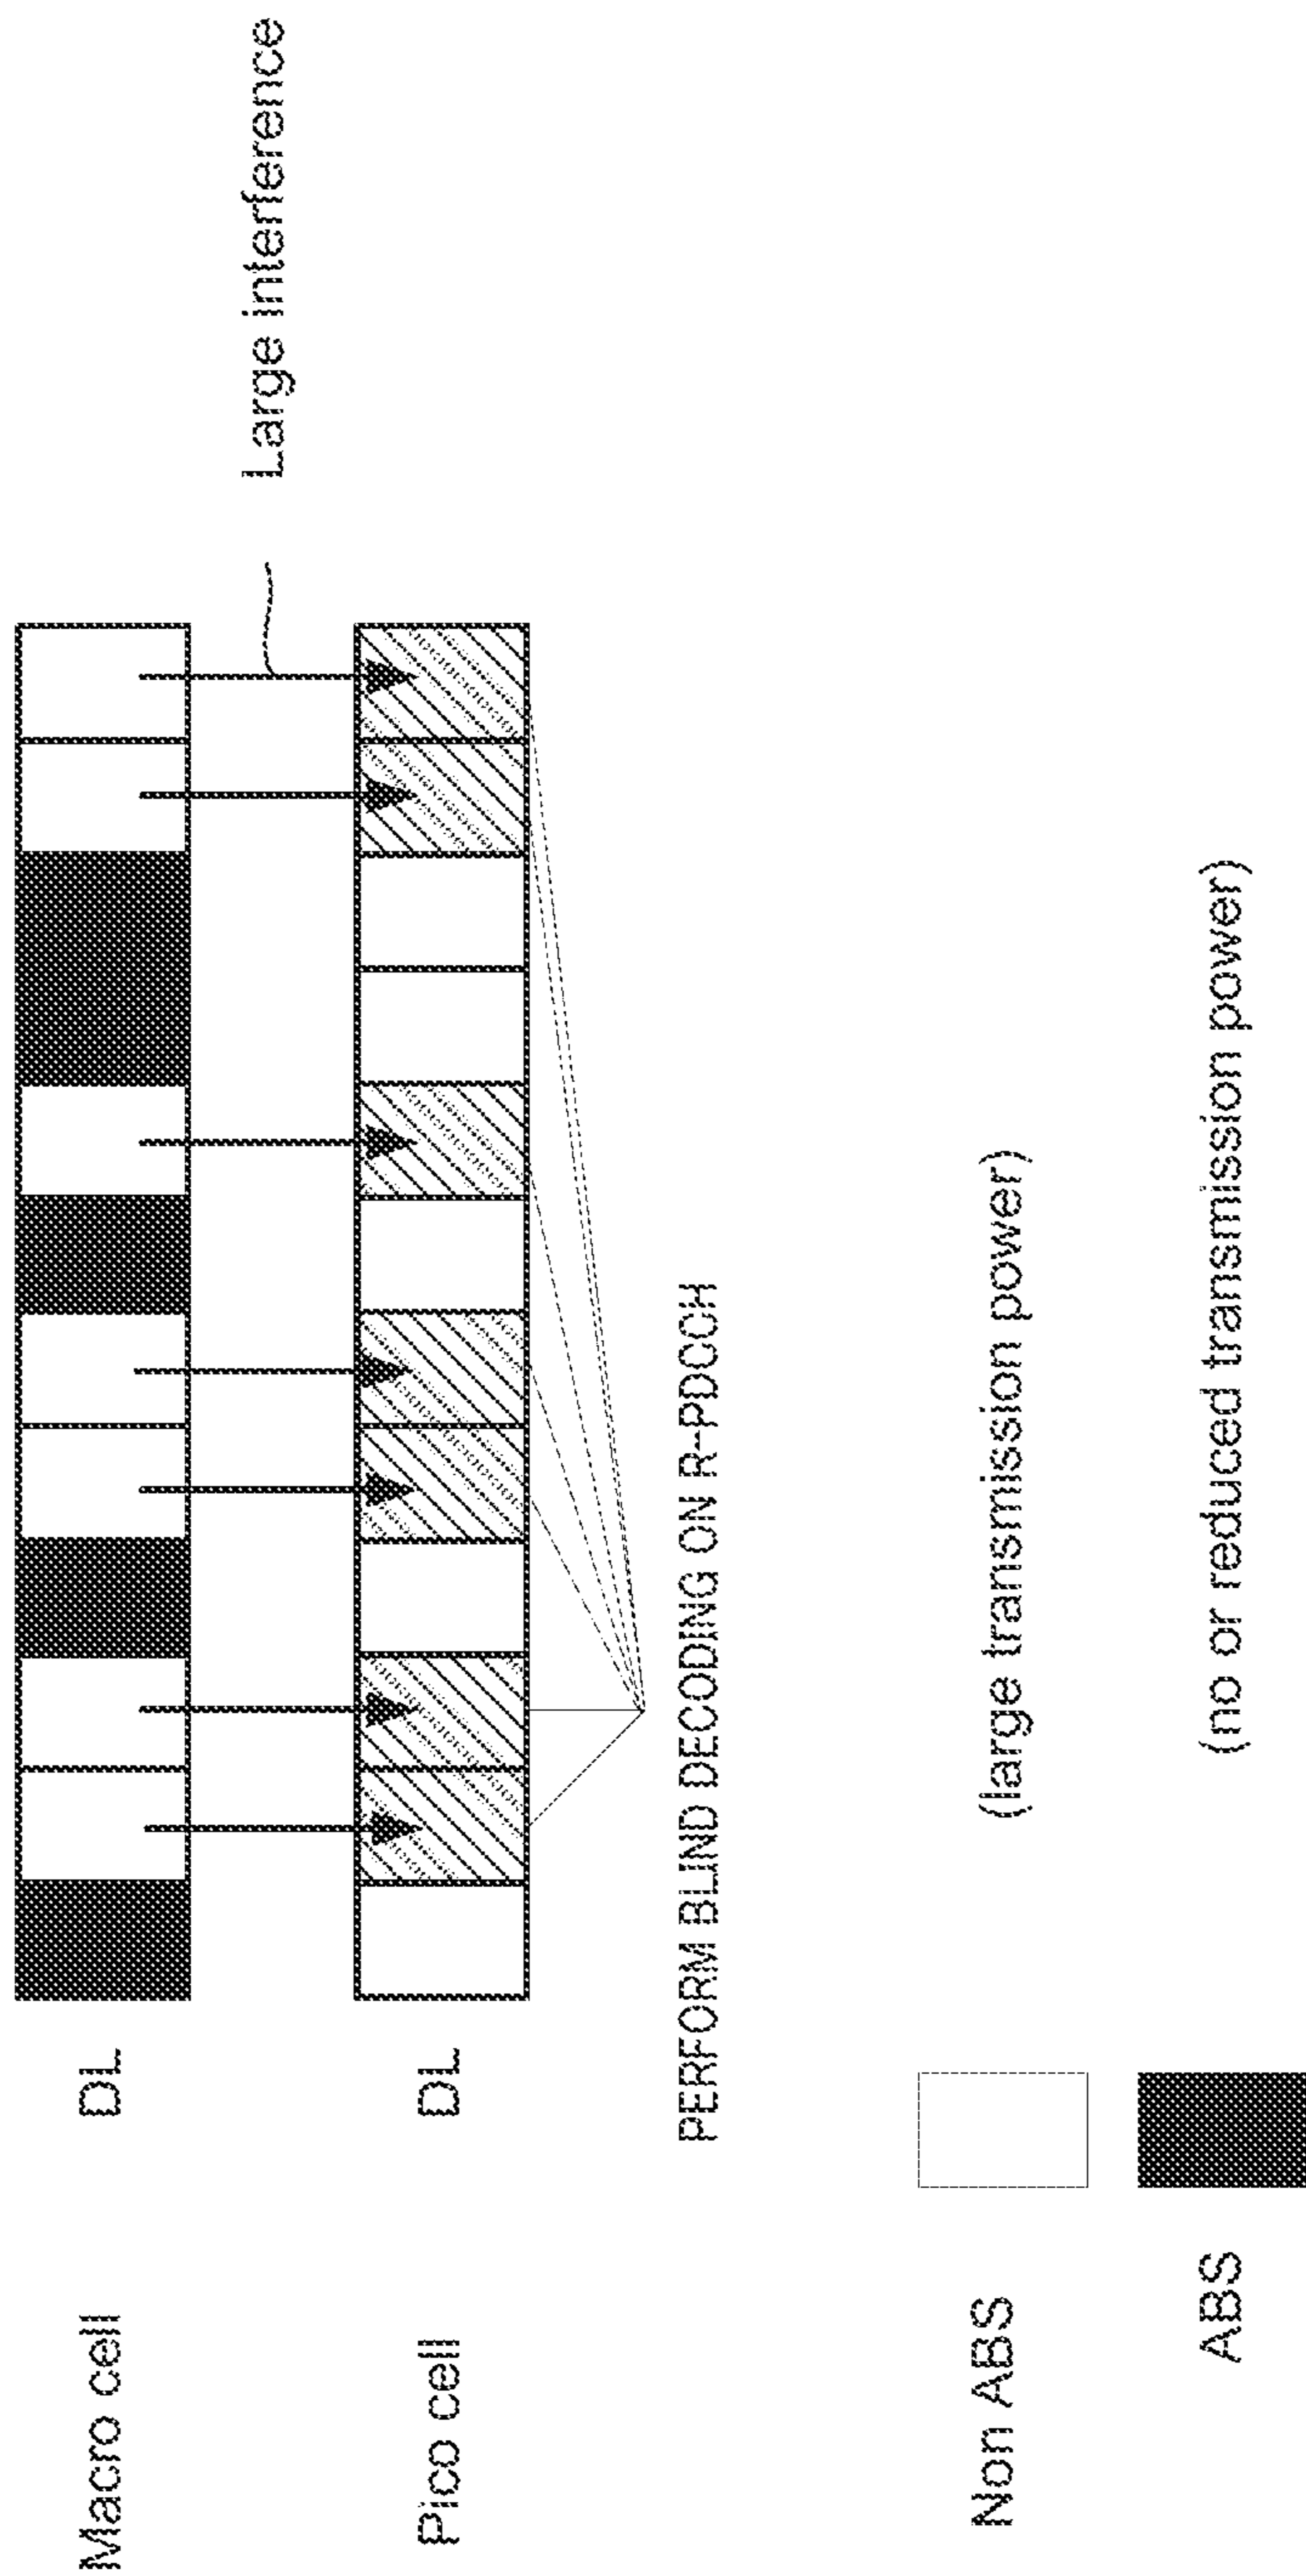 Large interference
Macro cell
DL
Pico cell
DL
PERFORM BLIND DECODING ON R-PDCCH
Non ABS
(large transmission power)
ABS
(no or reduced transmission power)